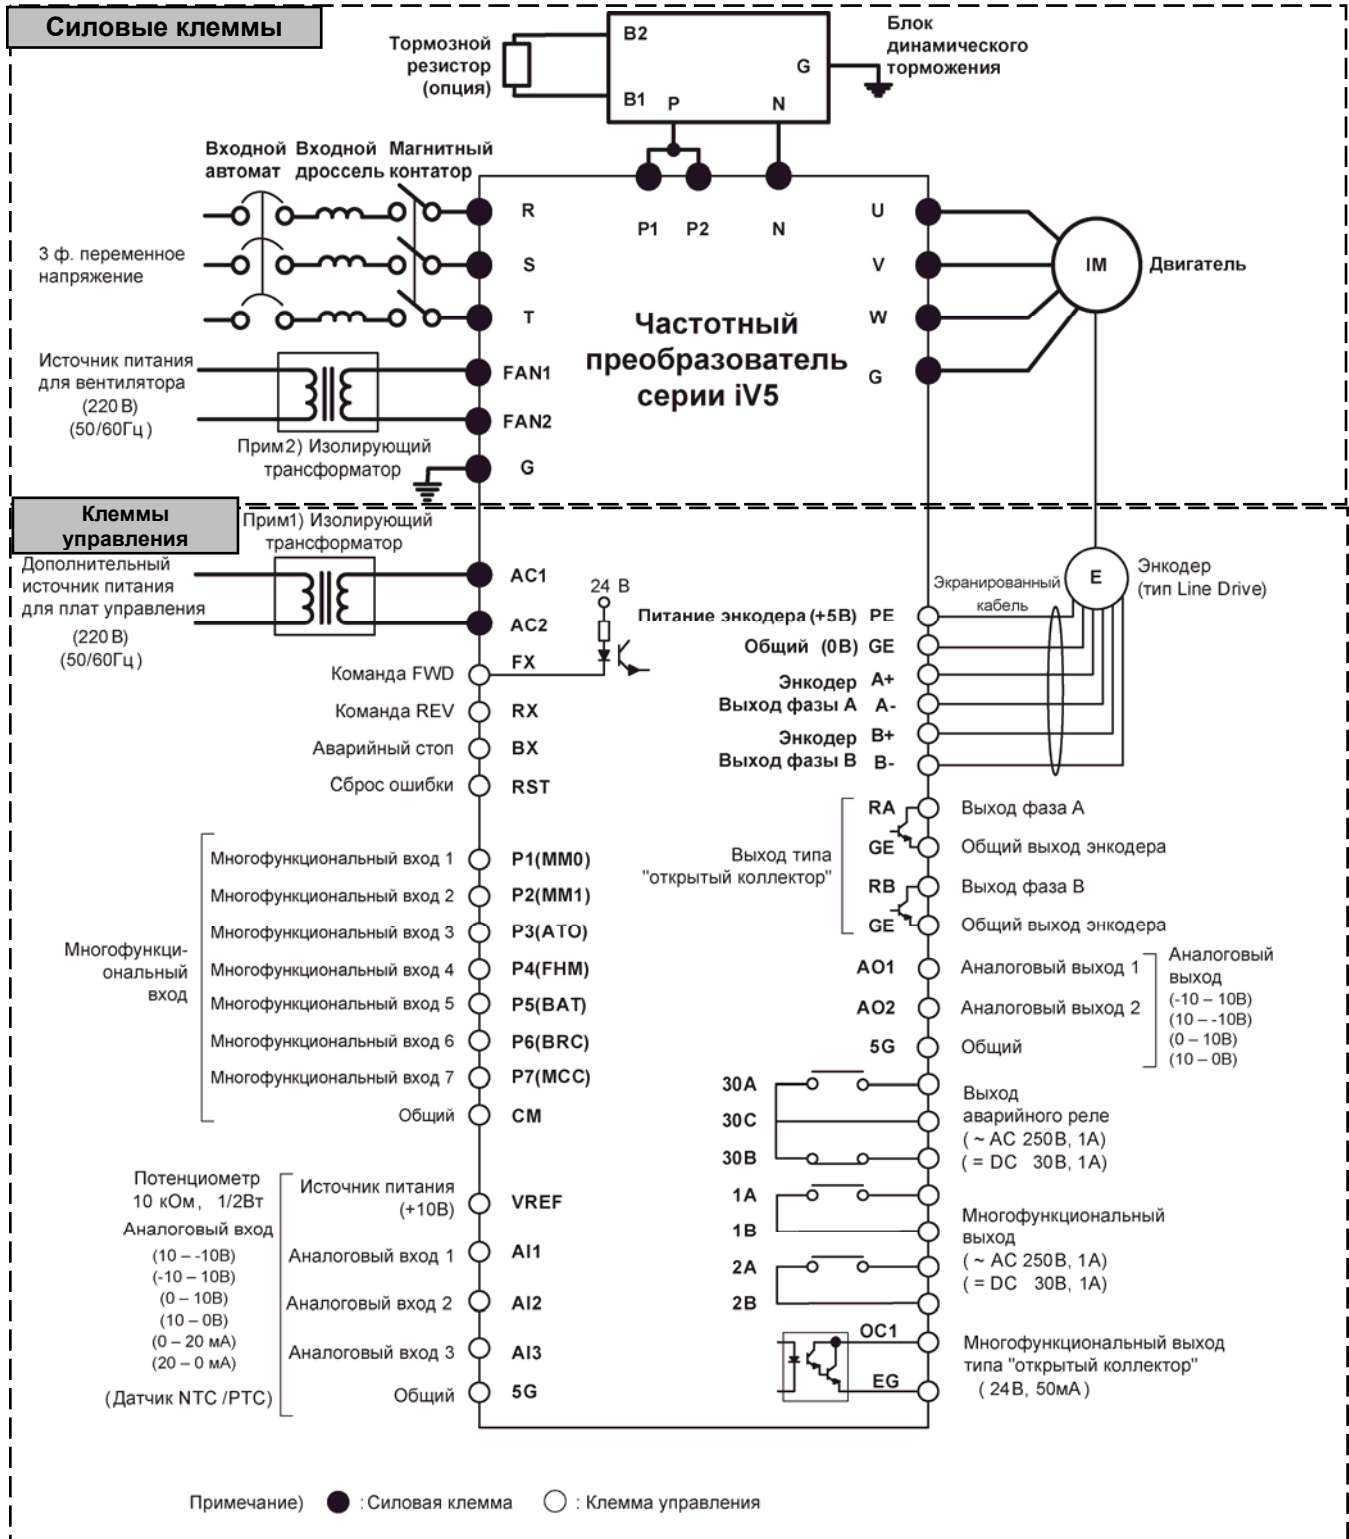 Силовые клеммы
Тормозной
резистор
(опция)
B2
B1
P
N
G
Блок
динамического
торможения
Входной
автомат
Входной
дроссель
Магнитный
контатор
3 ф. переменное
напряжение
R
S
T
P1
P2
N
U
V
W
G
IM
Двигатель
Частотный
преобразователь
серии iV5
Источник питания
для вентилятора
(220 В)
(50/60Гц )
FAN1
FAN2
G
Прим2) Изолирующий
трансформатор
Клеммы
управления
Прим1) Изолирующий
трансформатор
Дополнительный
источник питания
для плат управления
(220 В)
(50/60Гц )
AC1
AC2
24 В
Команда FWD
FX
Команда REV
RX
Аварийный стоп
BX
Сброс ошибки
RST
Экранированный
кабель
E
Энкодер
(тип Line Drive)
Питание энкодера (+5В) PE
Общий (0В) GE
Энкодер
Выход фазы А
A+
A-
Энкодер
Выход фазы В
B+
B-
Выход типа
"открытый коллектор"
RA
Выход фаза А
GE
Общий выход энкодера
RB
Выход фаза В
GE
Общий выход энкодера
Многофункци-
ональный
вход
Многофункциональный вход 1
P1(MM0)
Многофункциональный вход 2
P2(MM1)
Многофункциональный вход 3
P3(ATO)
Многофункциональный вход 4
P4(FHM)
Многофункциональный вход 5
P5(BAT)
Многофункциональный вход 6
P6(BRC)
Многофункциональный вход 7
P7(MCC)
Общий
CM
AO1
Аналоговый выход 1
AO2
Аналоговый выход 2
5G
Общий
Аналоговый
выход
(-10 – 10В)
(10 – -10В)
(0 – 10В)
(10 – 0В)
30A
30C
30B
Выход
аварийного реле
( ~ AC 250В, 1А)
( = DC 30В, 1А)
1A
1B
2A
2B
Многофункциональный
выход
( ~ AC 250В, 1А)
( = DC 30В, 1А)
OC1
EG
Многофункциональный выход
типа "открытый коллектор"
( 24В, 50мА )
Потенциометр
10 кОм , 1/2Вт
Аналоговый вход
(10 – -10В)
(-10 – 10В)
(0 – 10В)
(10 – 0В)
(0 – 20 мА)
(20 – 0 мА)
(Датчик NTC /PTC)
Источник питания
(+10В)
VREF
Аналоговый вход 1
AI1
Аналоговый вход 2
AI2
Аналоговый вход 3
AI3
Общий
5G
Примечание) : Силовая клемма : Клемма управления